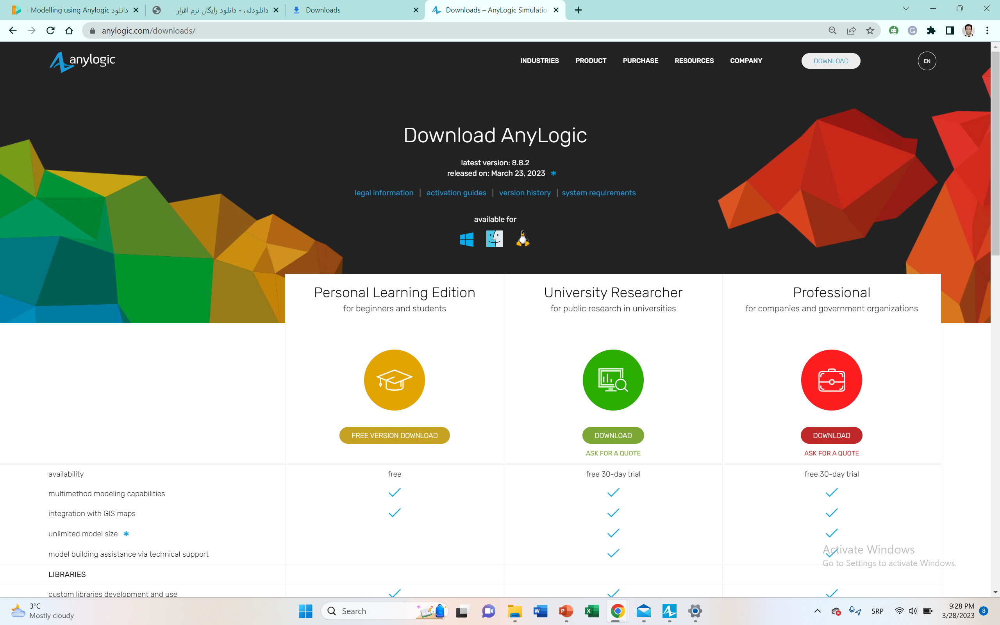 Modelling using Anylogic دانلود
دانلودلی - دانلود رایگان نرم افزار
Downloads
Downloads – AnyLogic Simulatio
anylogic.com/downloads/
anylogic
INDUSTRIES
PRODUCT
PURCHASE
RESOURCES
COMPANY
DOWNLOAD
EN
Download AnyLogic
latest version: 8.8.2
released on: March 23, 2023 *
legal information | activation guides | version history | system requirements
available for
Personal Learning Edition
for beginners and students
University Researcher
for public research in universities
Professional
for companies and government organizations
FREE VERSION DOWNLOAD
DOWNLOAD
DOWNLOAD
ASK FOR A QUOTE
ASK FOR A QUOTE
availability
free
free 30-day trial
free 30-day trial
multimethod modeling capabilities
integration with GIS maps
unlimited model size *
model building assistance via technical support
Activate Windows
Go to Settings to activate Windows.
LIBRARIES
custom libraries development and use
3°C
Mostly cloudy
Search
SRP
9:28 PM
3/28/2023
8